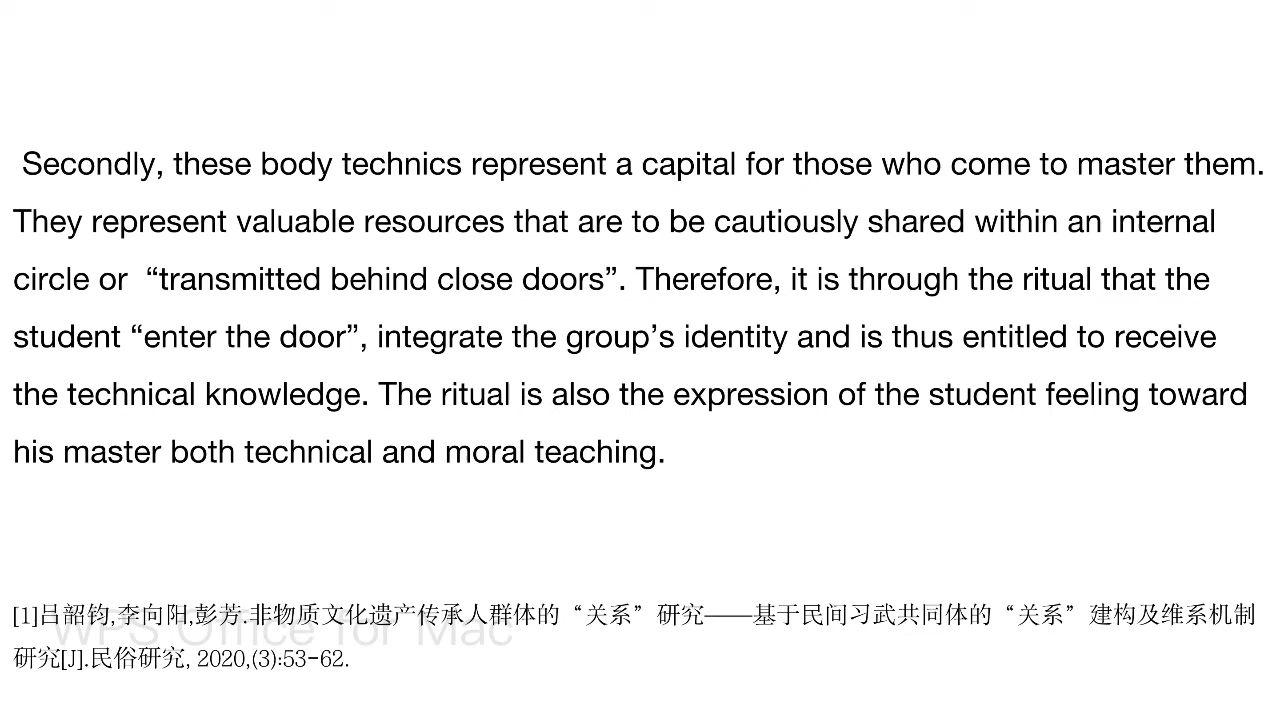 Secondly, these body technics represent a capital for those who come to master them.
They represent valuable resources that are to be cautiously shared within an internal
circle or “transmitted behind close doors”. Therefore, it is through the ritual that the
student “enter the door”, integrate the group’s identity and is thus entitled to receive
the technical knowledge. The ritual is also the expression of the student feeling toward
his master both technical and moral teaching.
[1]吕韶钧,李向阳,彭芳.非物质文化遗产传承人群体的“关系”研究——基于民间习武共同体的“关系”建构及维系机制
研究[J].民俗研究, 2020,(3):53-62.
WPS Office for Mac